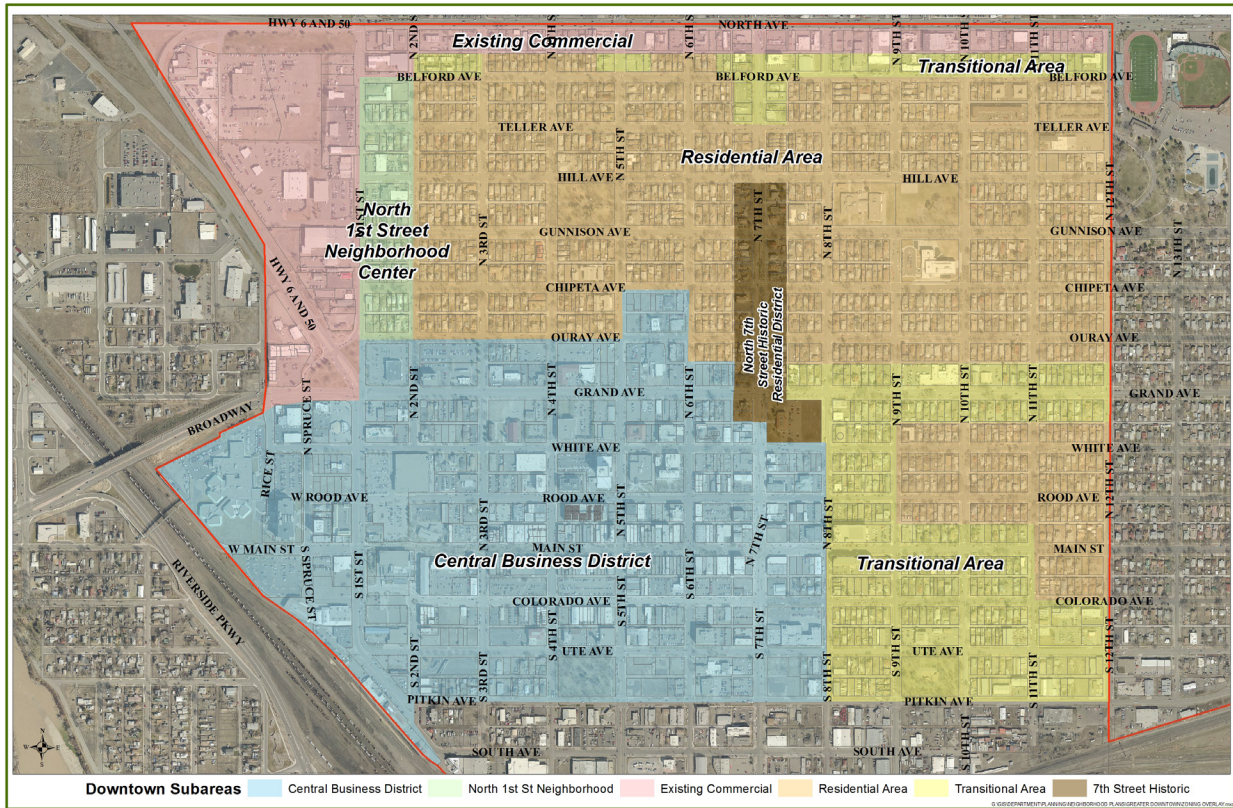 HWY 6 AND 50
NORTH AVE
N 2ND ST
N 4TH ST
N 6TH ST
N 9TH ST
N 10TH ST
N 11TH ST
Existing Commercial
Transitional Area
BELFORD AVE
BELFORD AVE
BELFORD AVE
TELLER AVE
TELLER AVE
N 5TH ST
Residential Area
HILL AVE
HILL AVE
N 1ST ST
North
1st Street
Neighborhood
Center
N 3RD ST
GUNNISON AVE
N 7TH ST
N 8TH ST
N 12TH ST
GUNNISON AVE
N 13TH ST
HWY 6 AND 50
CHIPETA AVE
CHIPETA AVE
North 7th
Street Historic
Residential District
OURAY AVE
OURAY AVE
N SPRUCE ST
N 2ND ST
N 4TH ST
GRAND AVE
N 6TH ST
N 9TH ST
N 10TH ST
N 11TH ST
GRAND AVE
BROADWAY
WHITE AVE
WHITE AVE
RICE ST
W ROOD AVE
ROOD AVE
N 5TH ST
N 12TH ST
ROOD AVE
N 3RD ST
N 7TH ST
N 8TH ST
W MAIN ST
MAIN ST
MAIN ST
S SPRUCE ST
S 1ST ST
Central Business District
S 6TH ST
Transitional Area
RIVERSIDE PKWY
COLORADO AVE
S 5TH ST
COLORADO AVE
S 2ND ST
S 3RD ST
S 4TH ST
UTE AVE
S 7TH ST
S 8TH ST
S 9TH ST
UTE AVE
S 11TH ST
S 12TH ST
PITKIN AVE
PITKIN AVE
N
W E
S
SOUTH AVE
SOUTH AVE
S 10TH ST
Downtown Subareas
Central Business District
North 1st St Neighborhood
Existing Commercial
Residential Area
Transitional Area
7th Street Historic